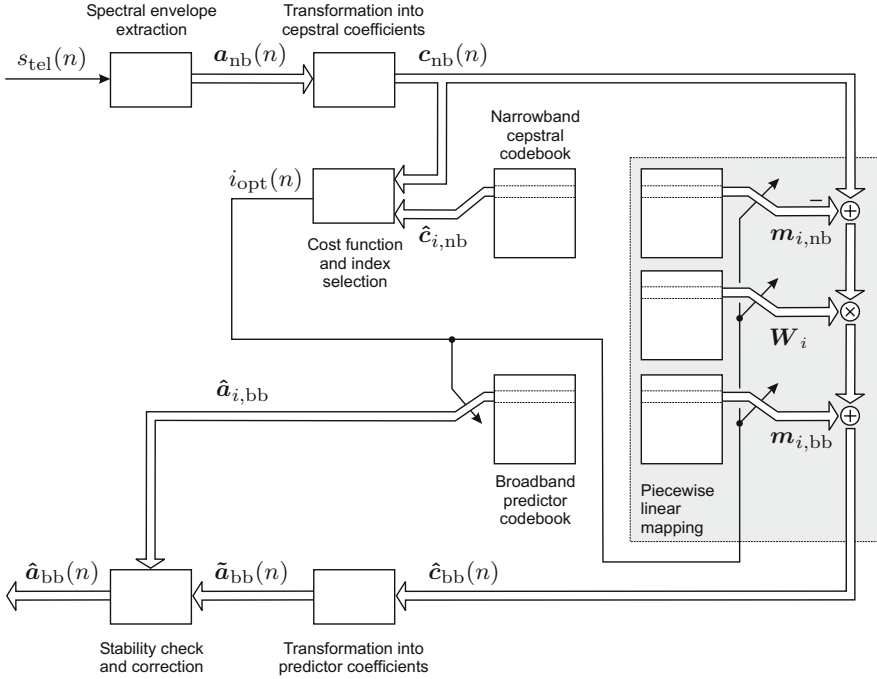 Spectral envelope
extraction
Transformation into
cepstral coefficients
s_tel(n)
a_nb(n)
c_nb(n)
Narrowband
cepstral
codebook
i_opt(n)
ĉ_i,nb
Cost function
and index
selection
−
+
m_i,nb
×
W_i
+
m_i,bb
â_i,bb
Broadband
predictor
codebook
Piecewise
linear
mapping
â_bb(n)
ã_bb(n)
ĉ_bb(n)
Stability check
and correction
Transformation into
predictor coefficients